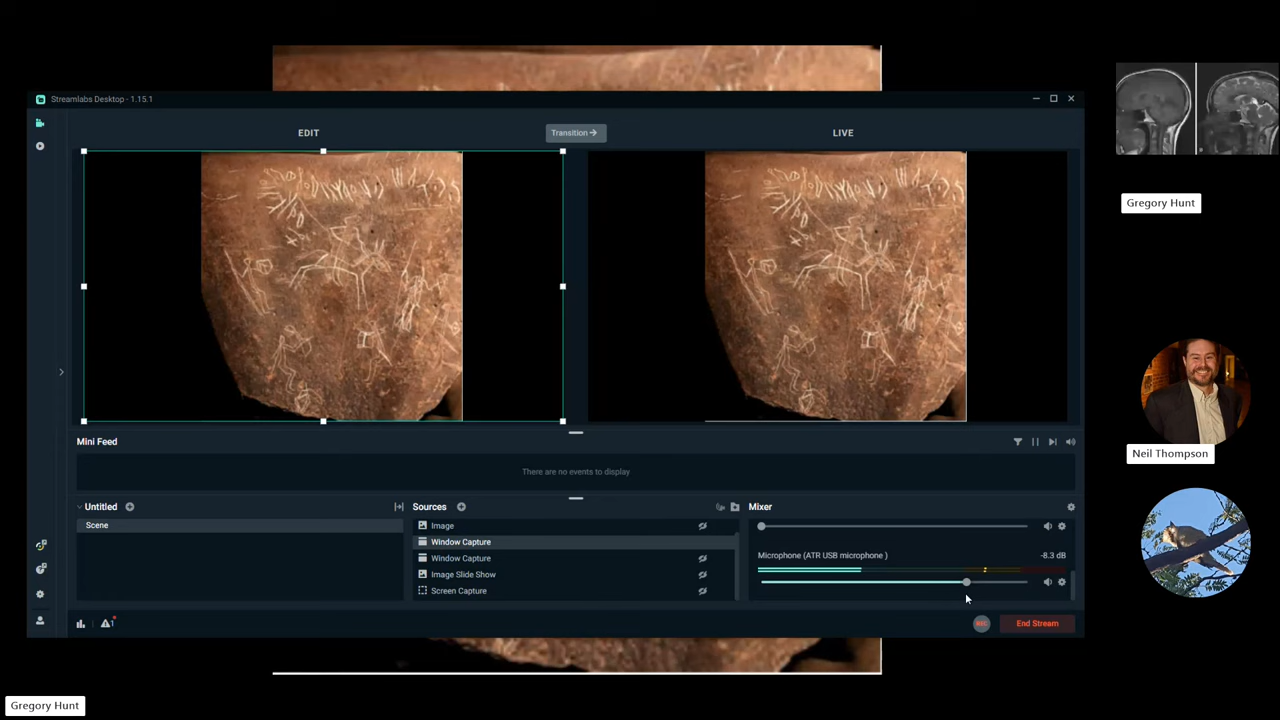 Streamlabs Desktop - 1.15.1
EDIT
Transition
LIVE
Gregory Hunt
Mini Feed
There are no events to display
Neil Thompson
Untitled
Scene
Sources
Image
Window Capture
Window Capture
Image Slide Show
Screen Capture
Mixer
Microphone (ATR USB microphone )
-8.3 dB
1
REC
End Stream
Gregory Hunt